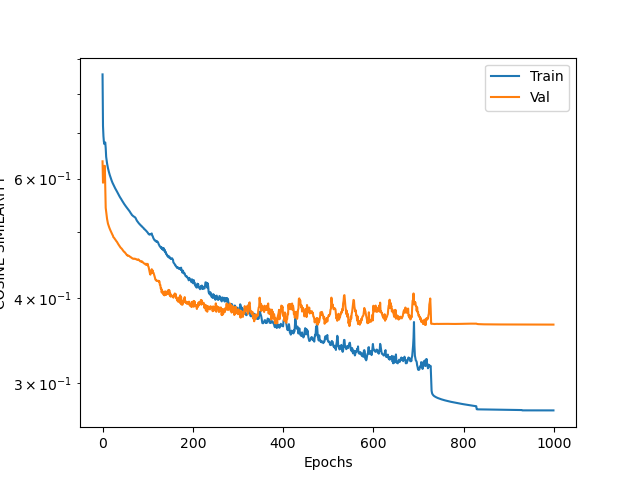 Train
Val
6 × 10⁻¹
4 × 10⁻¹
3 × 10⁻¹
COSINE SIMILARITY
0 200 400 600 800 1000
Epochs